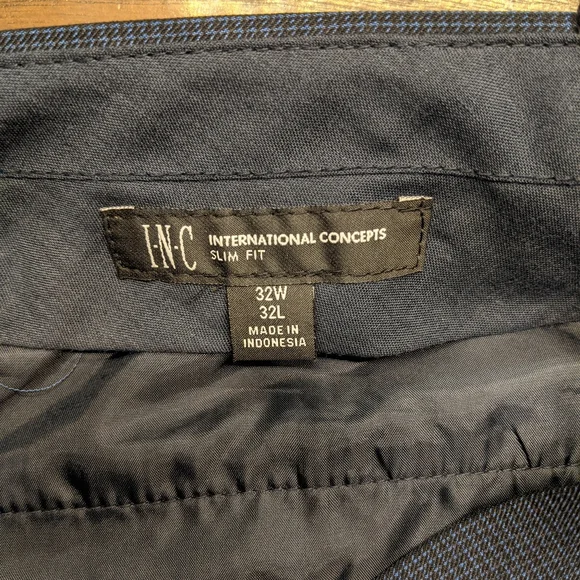 I·N·C INTERNATIONAL CONCEPTS
SLIM FIT
32W
32L
MADE IN
INDONESIA